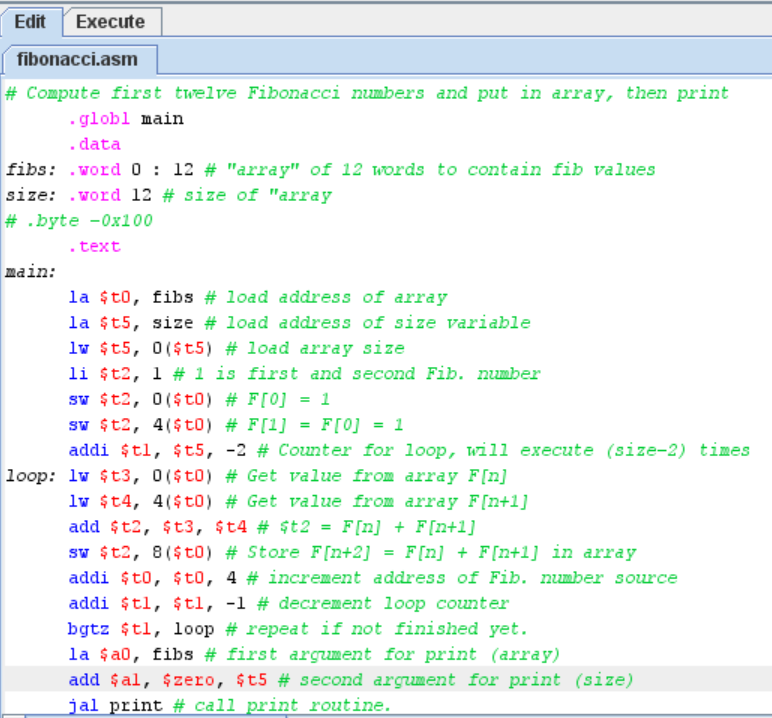 Edit Execute
fibonacci.asm
# Compute first twelve Fibonacci numbers and put in array, then print
.globl main
.data
fibs: .word 0 : 12 # "array" of 12 words to contain fib values
size: .word 12 # size of "array
# .byte -0x100
.text
main:
la $t0, fibs # load address of array
la $t5, size # load address of size variable
lw $t5, 0($t5) # load array size
li $t2, 1 # 1 is first and second Fib. number
sw $t2, 0($t0) # F[0] = 1
sw $t2, 4($t0) # F[1] = F[0] = 1
addi $t1, $t5, -2 # Counter for loop, will execute (size-2) times
loop: lw $t3, 0($t0) # Get value from array F[n]
lw $t4, 4($t0) # Get value from array F[n+1]
add $t2, $t3, $t4 # $t2 = F[n] + F[n+1]
sw $t2, 8($t0) # Store F[n+2] = F[n] + F[n+1] in array
addi $t0, $t0, 4 # increment address of Fib. number source
addi $t1, $t1, -1 # decrement loop counter
bgtz $t1, loop # repeat if not finished yet.
la $a0, fibs # first argument for print (array)
add $a1, $zero, $t5 # second argument for print (size)
jal print # call print routine.